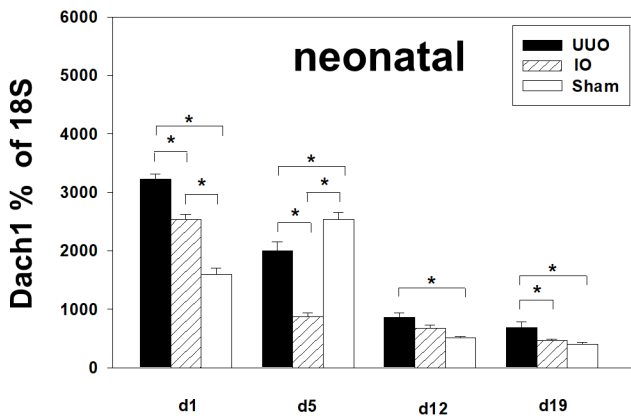 neonatal
UUO
IO
Sham
Dach1 % of 18S
6000
5000
4000
3000
2000
1000
0
* * *
* * *
*
* *
d1 d5 d12 d19